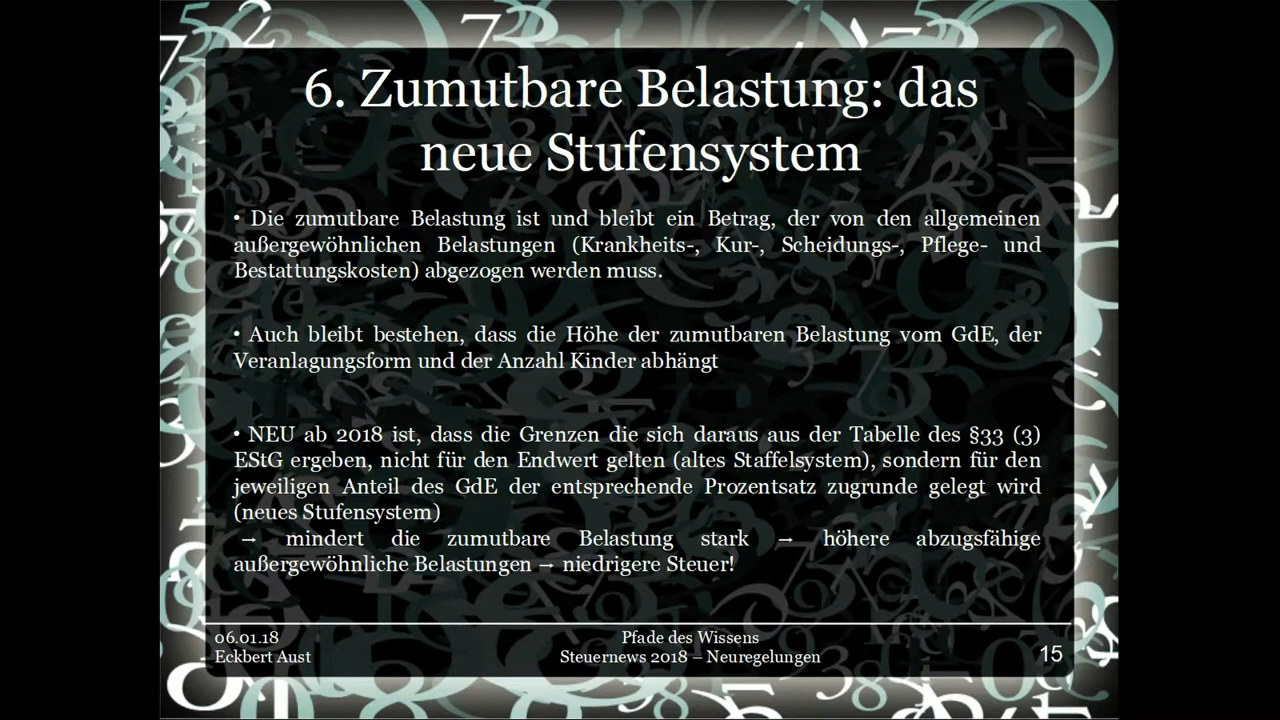 6. Zumutbare Belastung: das
neue Stufensystem
• Die zumutbare Belastung ist und bleibt ein Betrag, der von den allgemeinen
außergewöhnlichen Belastungen (Krankheits-, Kur-, Scheidungs-, Pflege- und
Bestattungskosten) abgezogen werden muss.
• Auch bleibt bestehen, dass die Höhe der zumutbaren Belastung vom GdE, der
Veranlagungsform und der Anzahl Kinder abhängt
• NEU ab 2018 ist, dass die Grenzen die sich daraus aus der Tabelle des §33 (3)
EStG ergeben, nicht für den Endwert gelten (altes Staffelsystem), sondern für den
jeweiligen Anteil des GdE der entsprechende Prozentsatz zugrunde gelegt wird
(neues Stufensystem)
→ mindert die zumutbare Belastung stark → höhere abzugsfähige
außergewöhnliche Belastungen → niedrigere Steuer!
06.01.18
Eckbert Aust
Pfade des Wissens
Steuernews 2018 – Neuregelungen
15